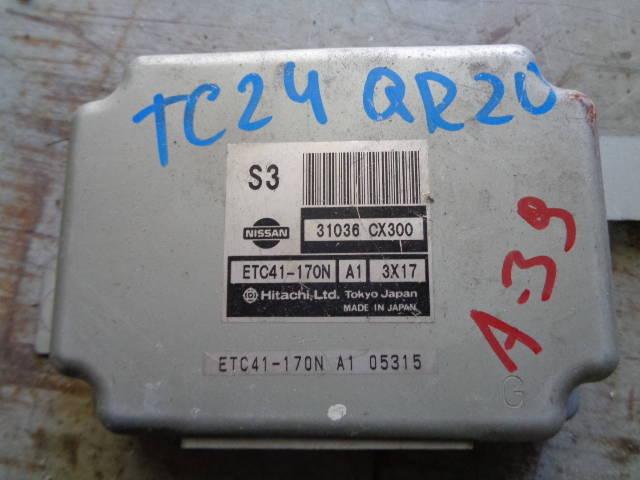 TC24 QR20
S3
NISSAN 31036 CX300
ETC41-170N A1 3X17
Hitachi, Ltd. Tokyo Japan
MADE IN JAPAN
A-39
ETC41-170N A1 05315
G